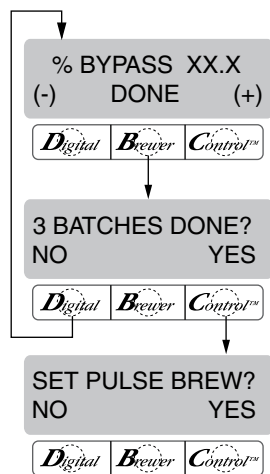 % BYPASS XX.X
(-) DONE (+)
Digital Brewer Control™
3 BATCHES DONE?
NO YES
Digital Brewer Control™
SET PULSE BREW?
NO YES
Digital Brewer Control™